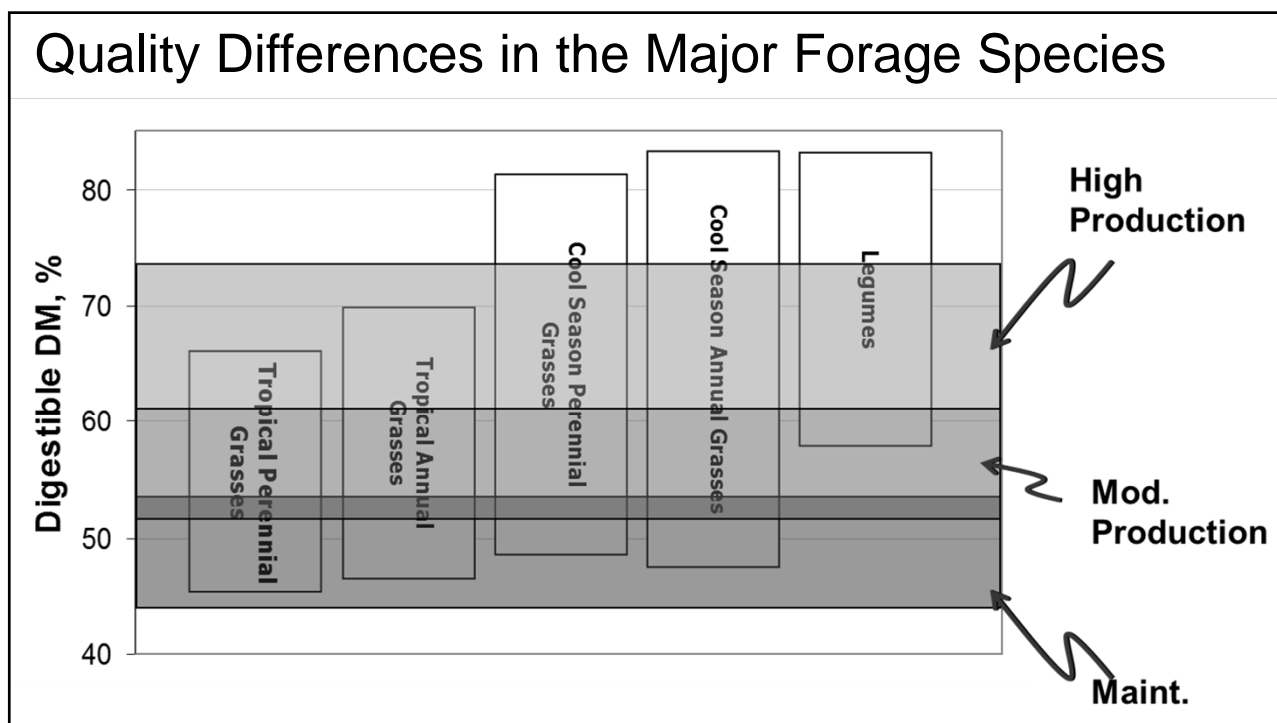 Quality Differences in the Major Forage Species
Digestible DM, %
80
70
60
50
40
Tropical Perennial
Grasses
Tropical Annual
Grasses
Cool Season Perennial
Grasses
Cool Season Annual Grasses
Legumes
High
Production
Mod.
Production
Maint.